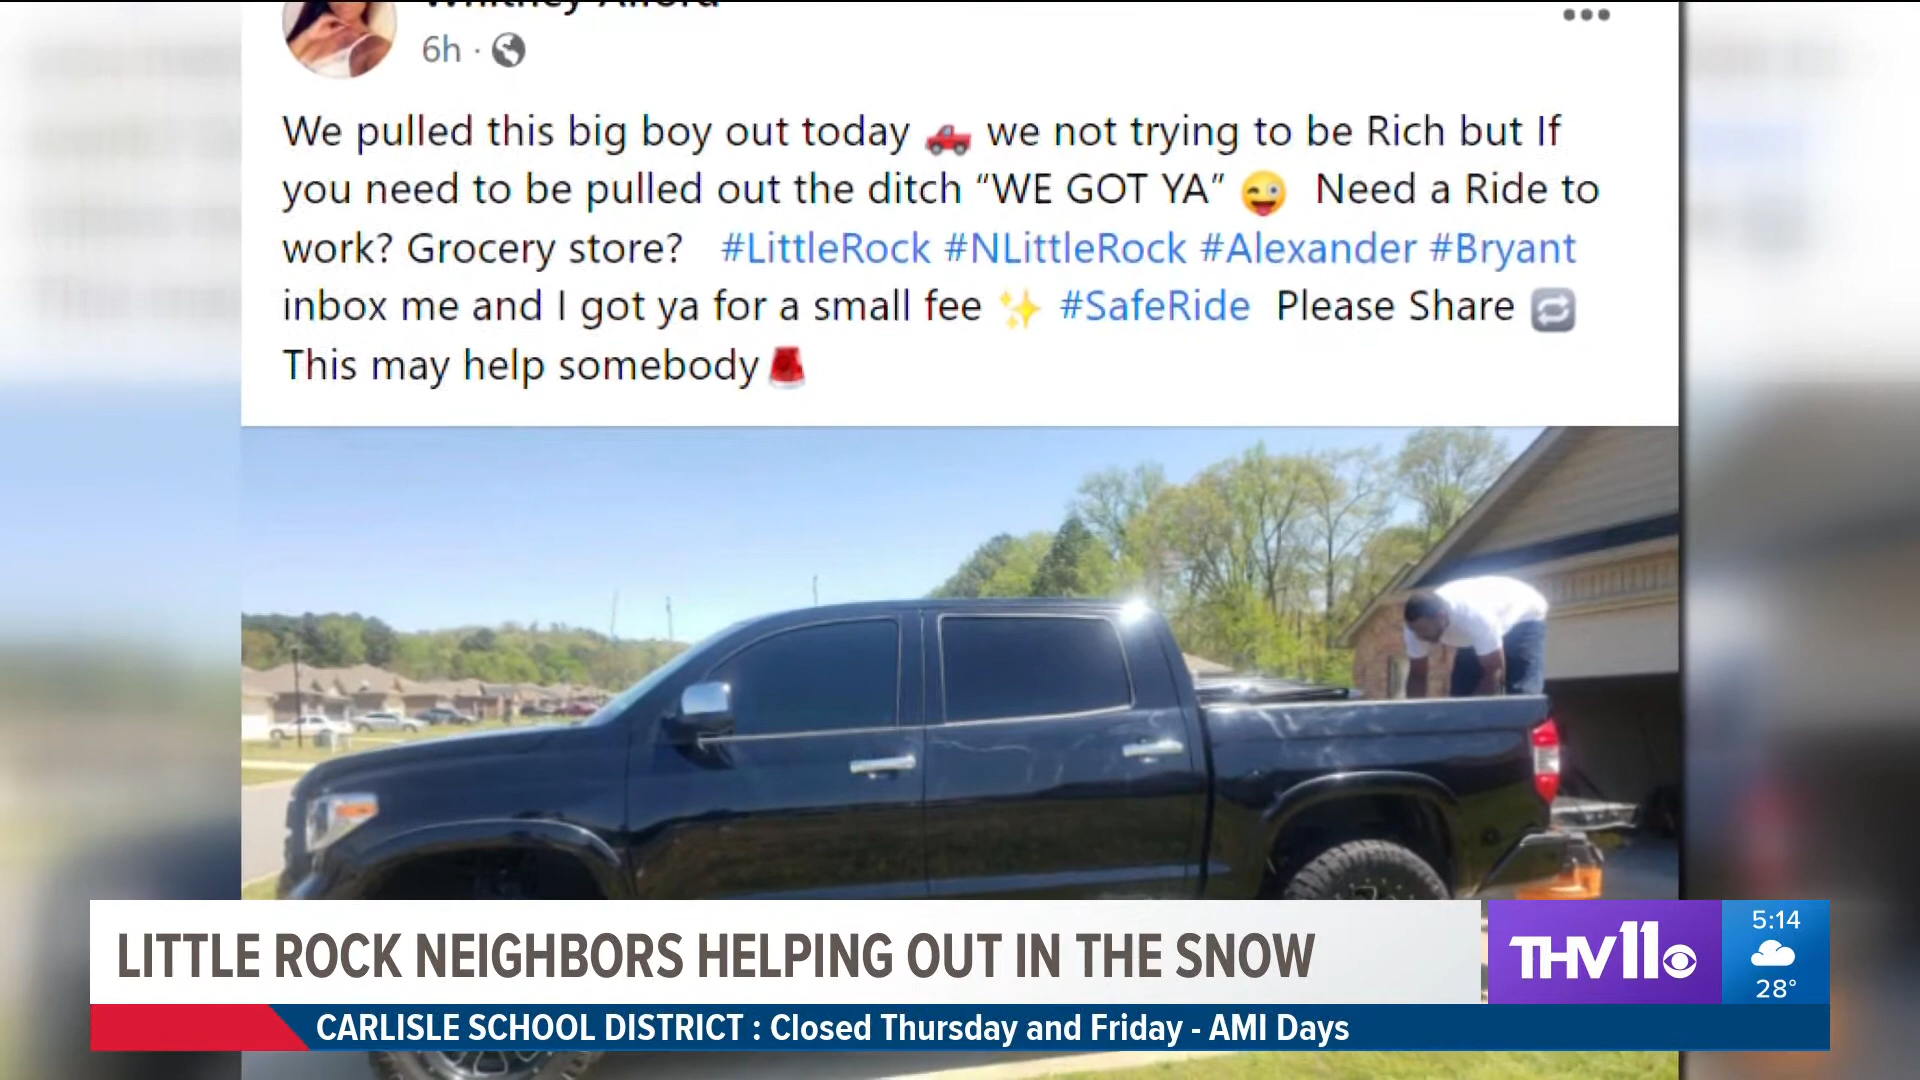 6h ·
We pulled this big boy out today 🛻 we not trying to be Rich but If
you need to be pulled out the ditch “WE GOT YA” 😜 Need a Ride to
work? Grocery store? #LittleRock #NLittleRock #Alexander #Bryant
inbox me and I got ya for a small fee ✨ #SafeRide Please Share 🔁
This may help somebody🚨
LITTLE ROCK NEIGHBORS HELPING OUT IN THE SNOW
THV11
5:14
28°
CARLISLE SCHOOL DISTRICT : Closed Thursday and Friday - AMI Days